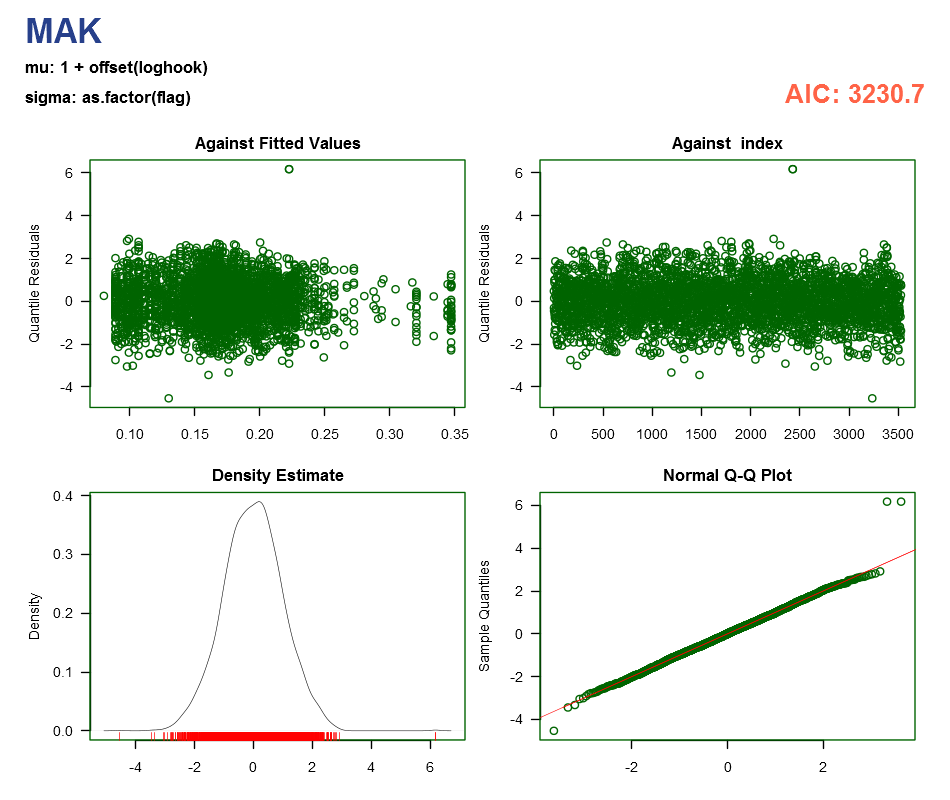 MAK
mu: 1 + offset(loghook)
sigma: as.factor(flag)
AIC: 3230.7
Against Fitted Values
Quantile Residuals
6
4
2
0
-2
-4
0.10 0.15 0.20 0.25 0.30 0.35
Against index
Quantile Residuals
6
4
2
0
-2
-4
0 500 1000 1500 2000 2500 3000 3500
Density Estimate
Density
0.4
0.3
0.2
0.1
0.0
-4 -2 0 2 4 6
Normal Q-Q Plot
Sample Quantiles
6
4
2
0
-2
-4
-2 0 2